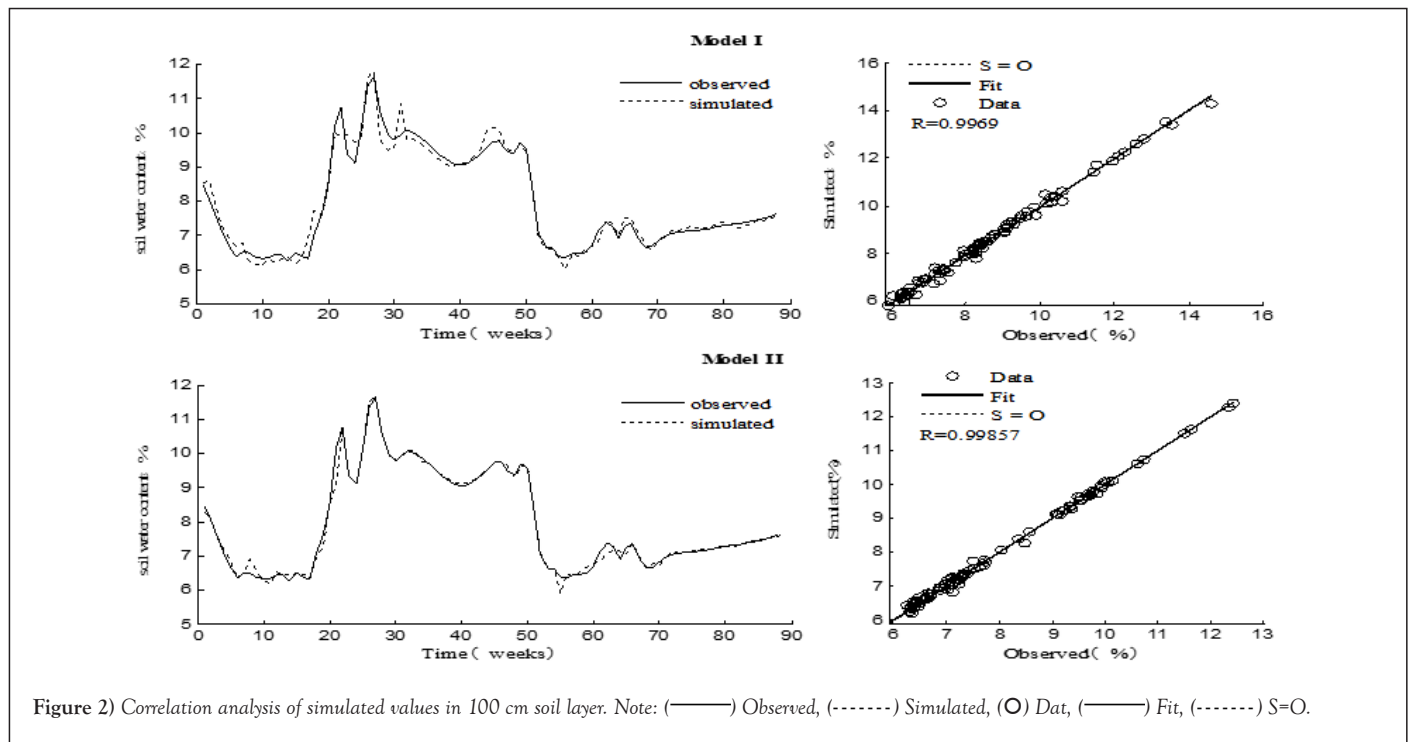 Model I
12
11
10
9
8
7
6
5
soil water content %
0 10 20 30 40 50 60 70 80 90
Time( weeks)
observed
simulated
16
14
12
10
8
6
Simulated %
S = O
Fit
Data
R=0.9969
6 8 10 12 14 16
Observed( %)
Model II
12
11
10
9
8
7
6
5
soil water content %
0 10 20 30 40 50 60 70 80 90
Time( weeks)
observed
simulated
13
12
11
10
9
8
7
6
Simulated(%)
Data
Fit
S = O
R=0.99857
6 7 8 9 10 11 12 13
Observed( %)
Figure 2) Correlation analysis of simulated values in 100 cm soil layer. Note: (——) Observed, (-------) Simulated, (O) Dat, (——) Fit, (-------) S=O.